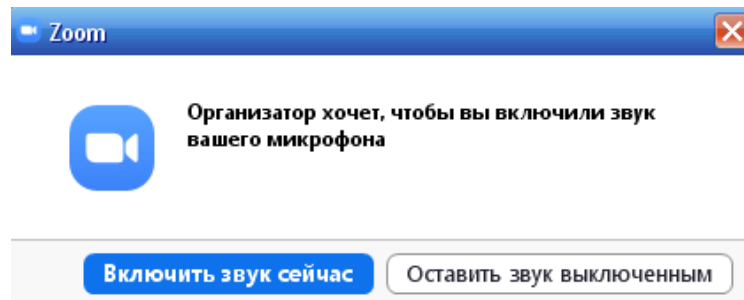 Zoom
Организатор хочет, чтобы вы включили звук
вашего микрофона
Включить звук сейчас
Оставить звук выключенным